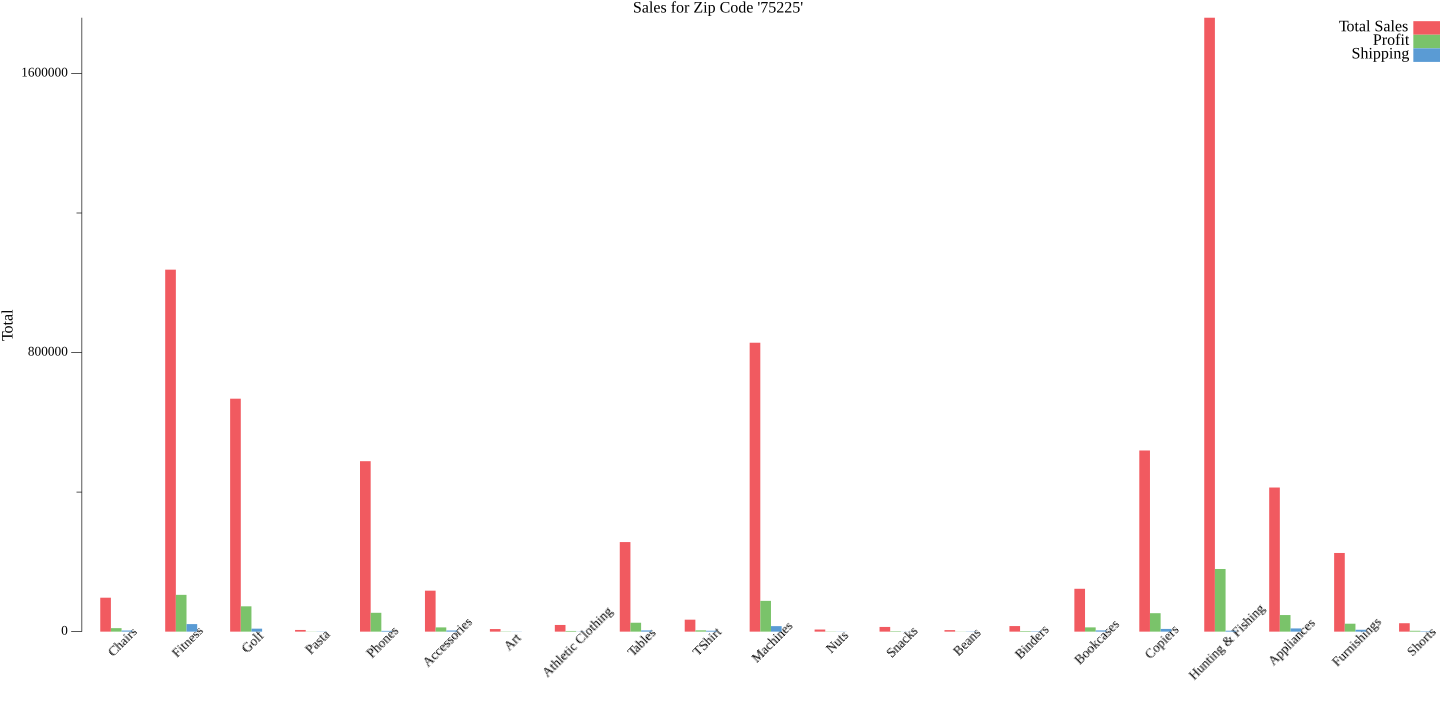 Sales for Zip Code '75225'
Total Sales
Profit
Shipping
1600000
800000
0
Total
Chairs
Fitness
Golf
Pasta
Phones
Accessories
Art
Athletic Clothing
Tables
TShirt
Machines
Nuts
Snacks
Beans
Binders
Bookcases
Copiers
Hunting & Fishing
Appliances
Furnishings
Shorts